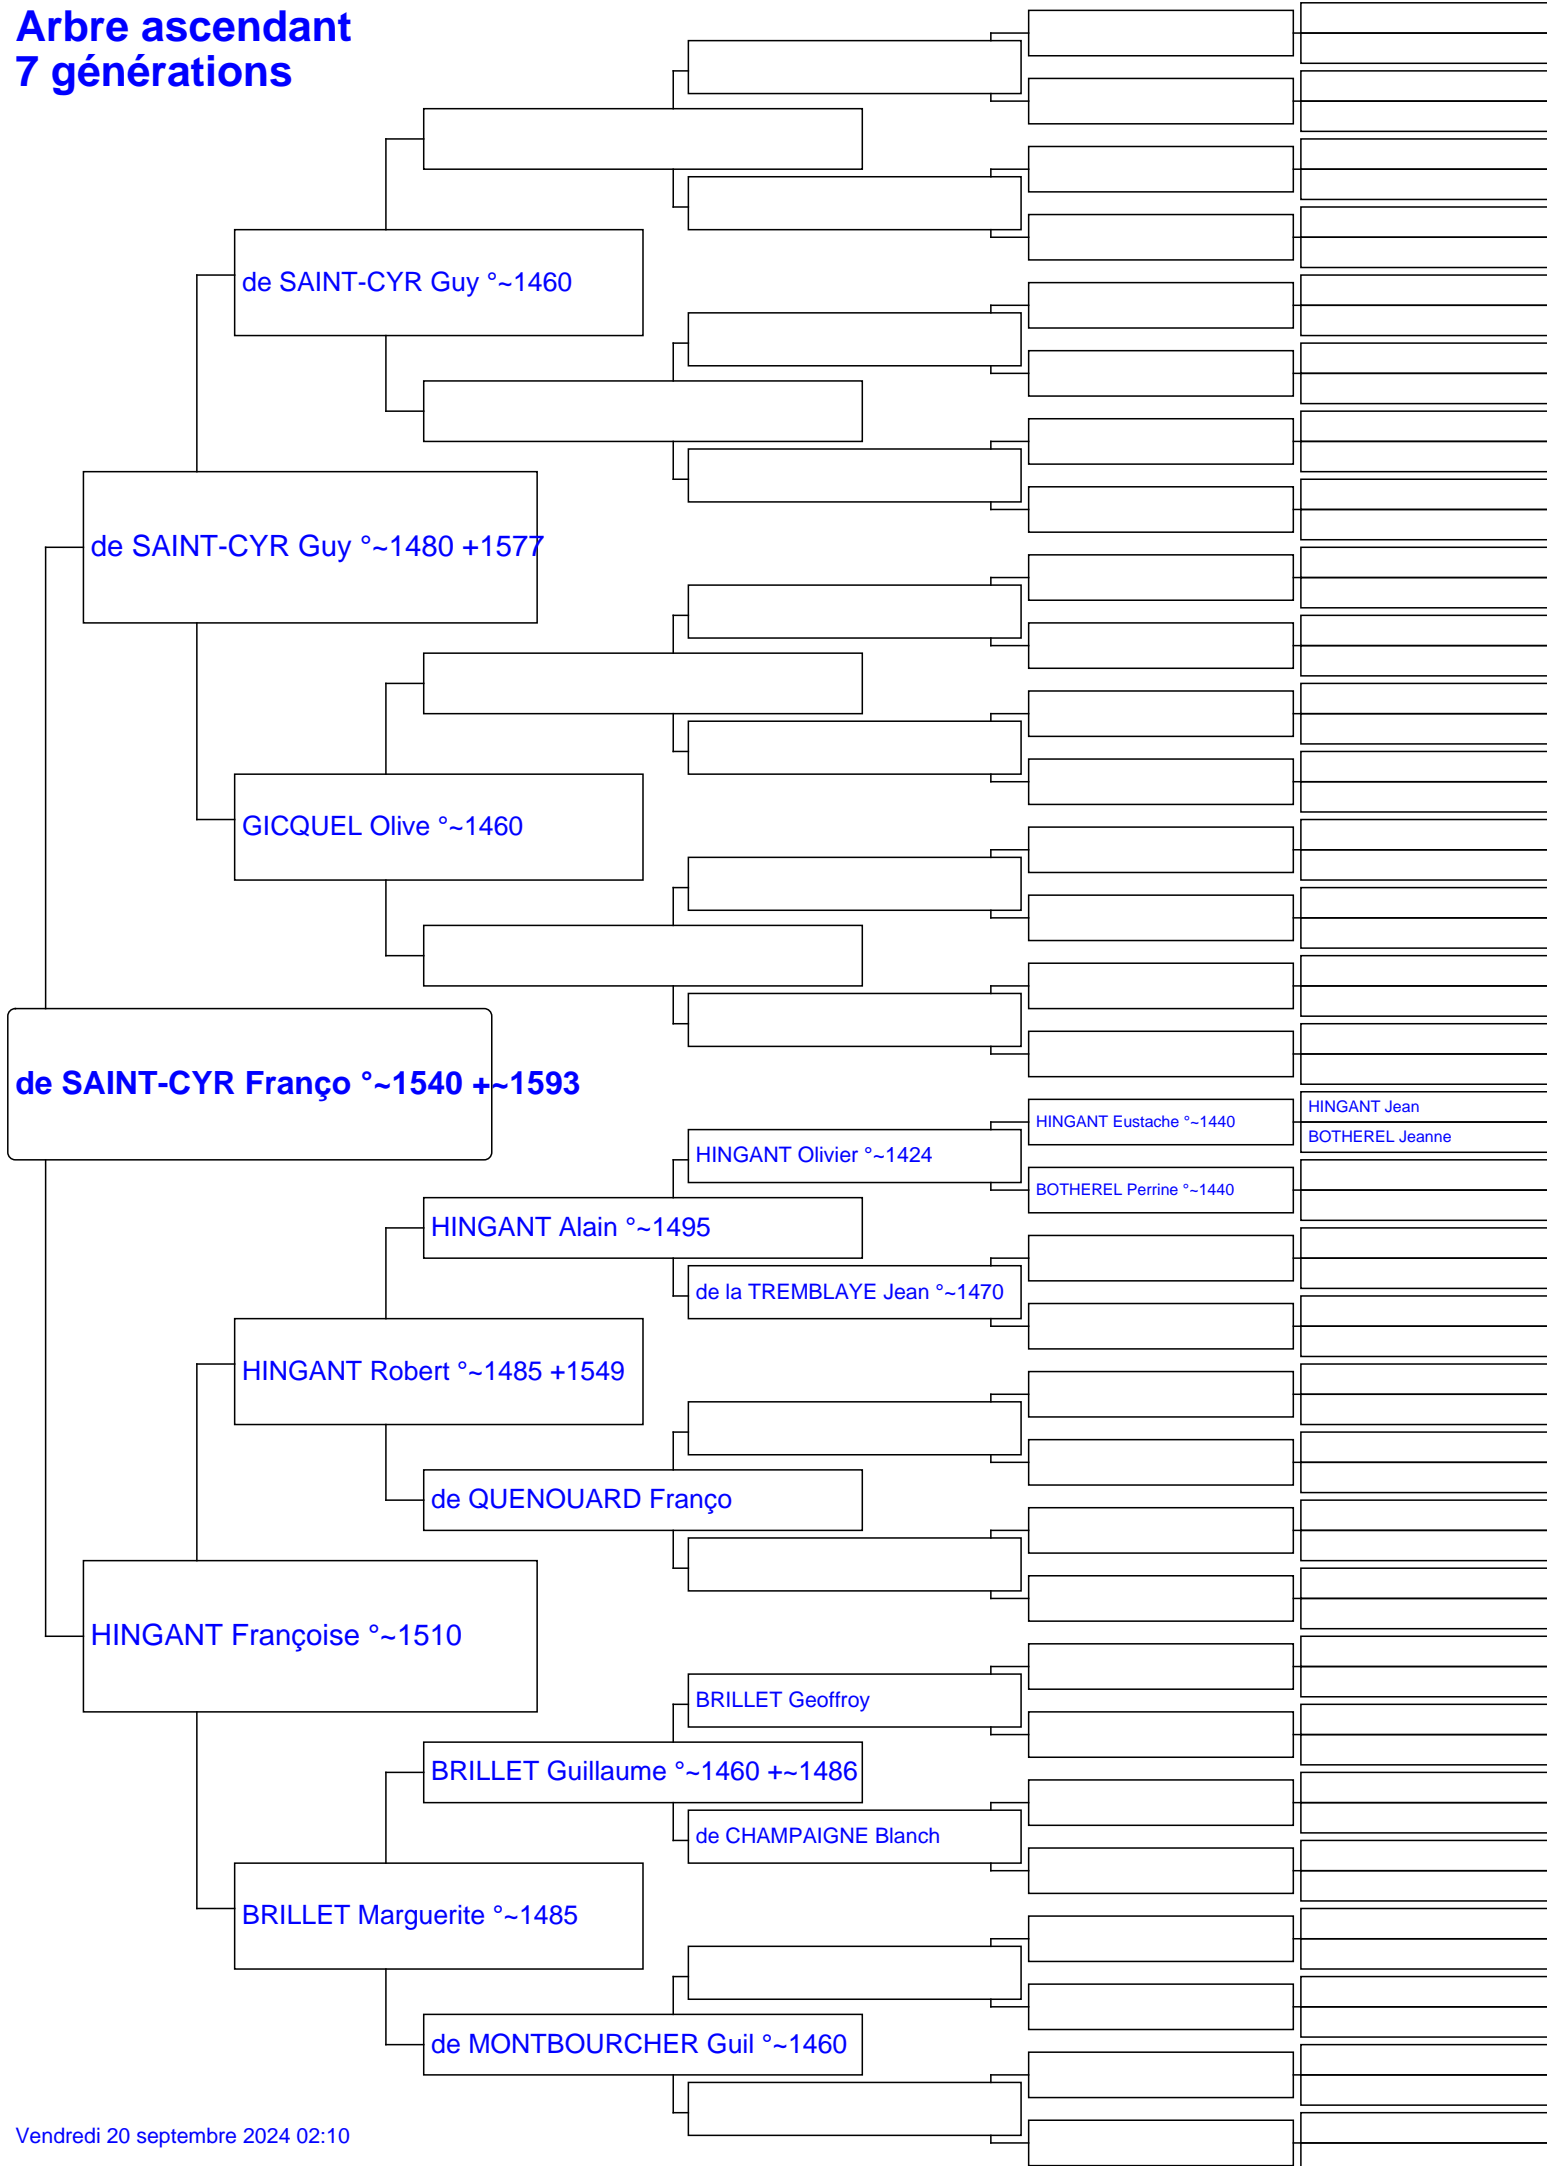 Arbre ascendant
7 générations
de SAINT-CYR Guy °~1460
de SAINT-CYR Guy °~1480 +1577
GICQUEL Olive °~1460
de SAINT-CYR Franço °~1540 +~1593
HINGANT Jean
HINGANT Eustache °~1440
BOTHEREL Jeanne
HINGANT Olivier °~1424
BOTHEREL Perrine °~1440
HINGANT Alain °~1495
de la TREMBLAYE Jean °~1470
HINGANT Robert °~1485 +1549
de QUENOUARD Franço
HINGANT Françoise °~1510
BRILLET Geoffroy
BRILLET Guillaume °~1460 +~1486
de CHAMPAIGNE Blanch
BRILLET Marguerite °~1485
de MONTBOURCHER Guil °~1460
Vendredi 20 septembre 2024 02:10